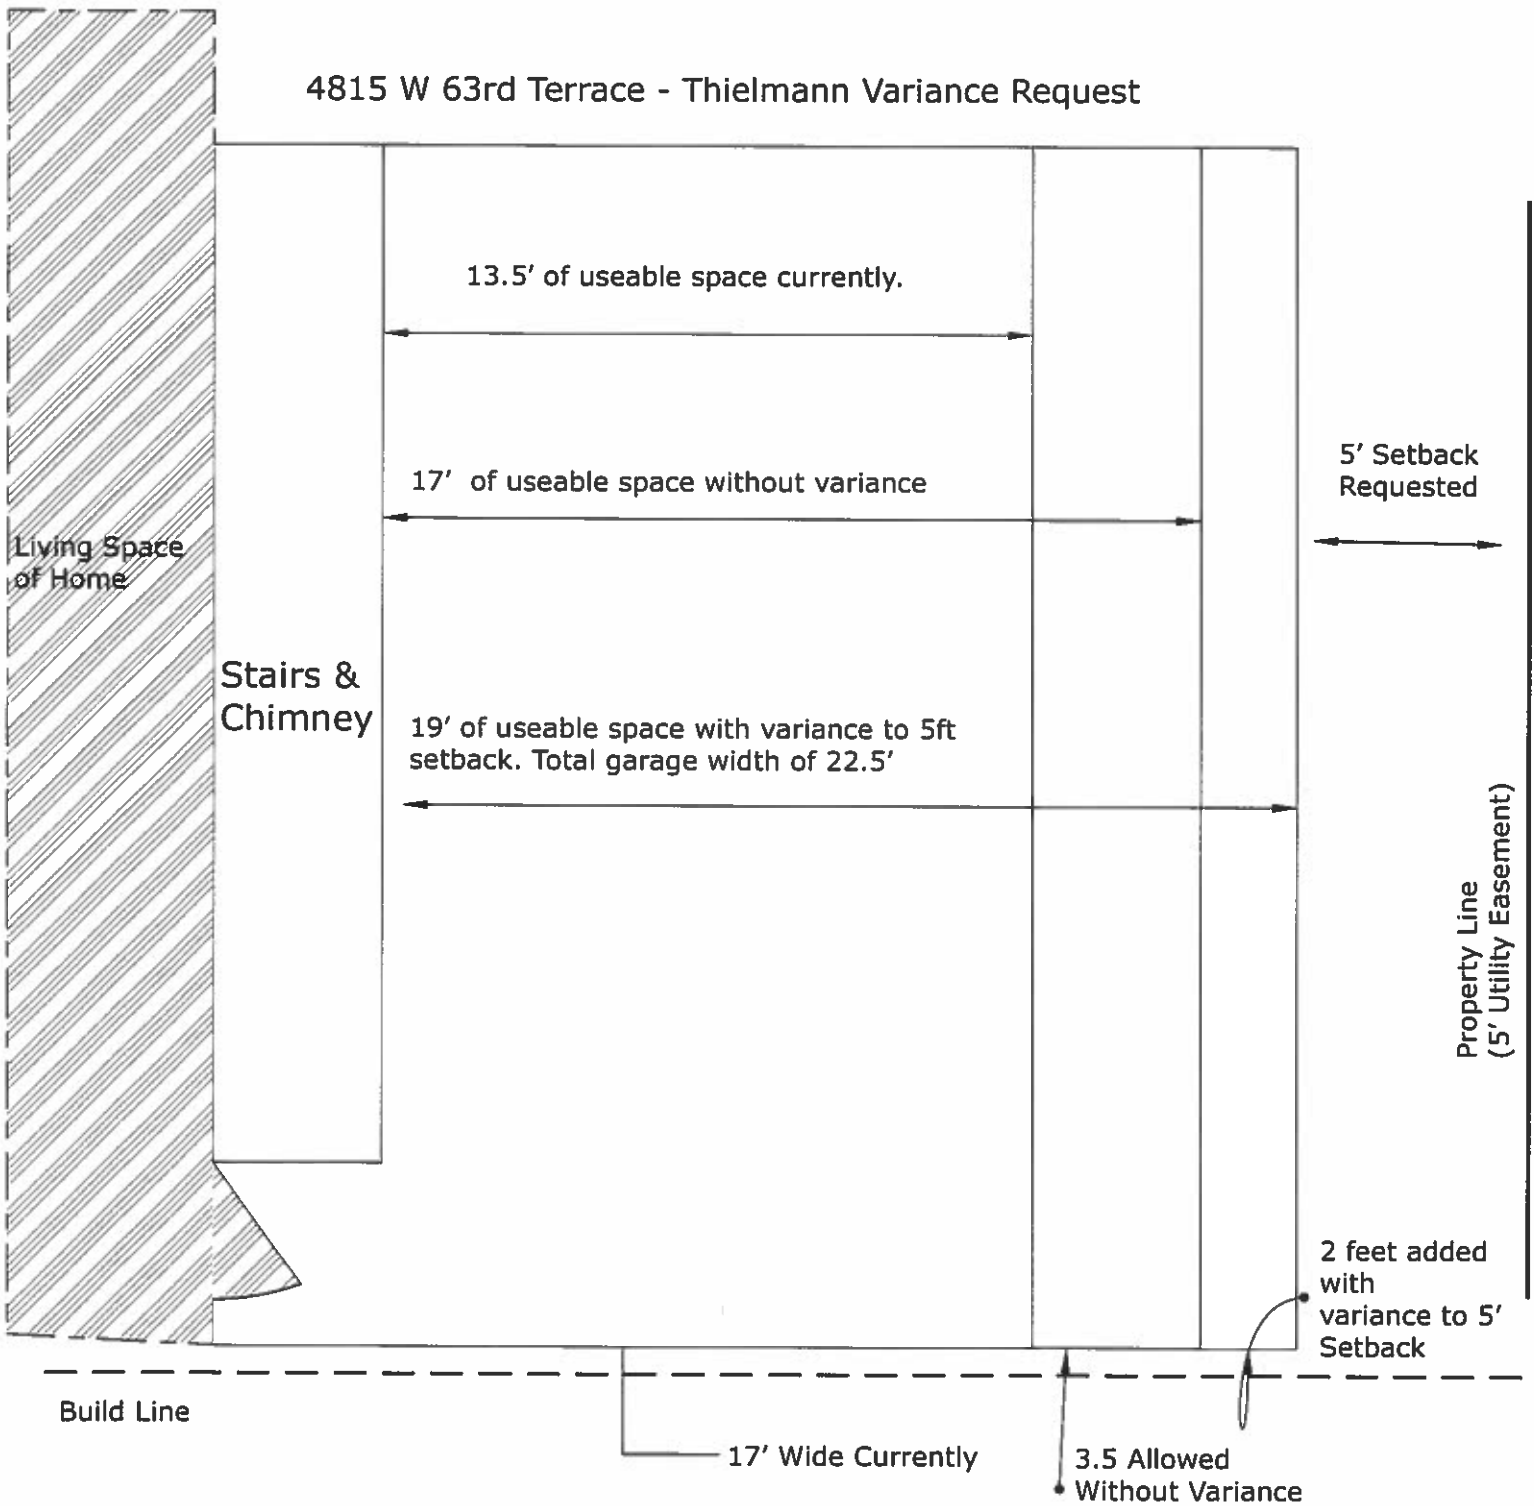 4815 W 63rd Terrace - Thielmann Variance Request
13.5' of useable space currently.
17' of useable space without variance
5' Setback
Requested
Living Space
of Home
Stairs &
Chimney
19' of useable space with variance to 5ft
setback. Total garage width of 22.5'
Property Line
(5' Utility Easement)
2 feet added
with
variance to 5'
Setback
Build Line
17' Wide Currently
3.5 Allowed
Without Variance